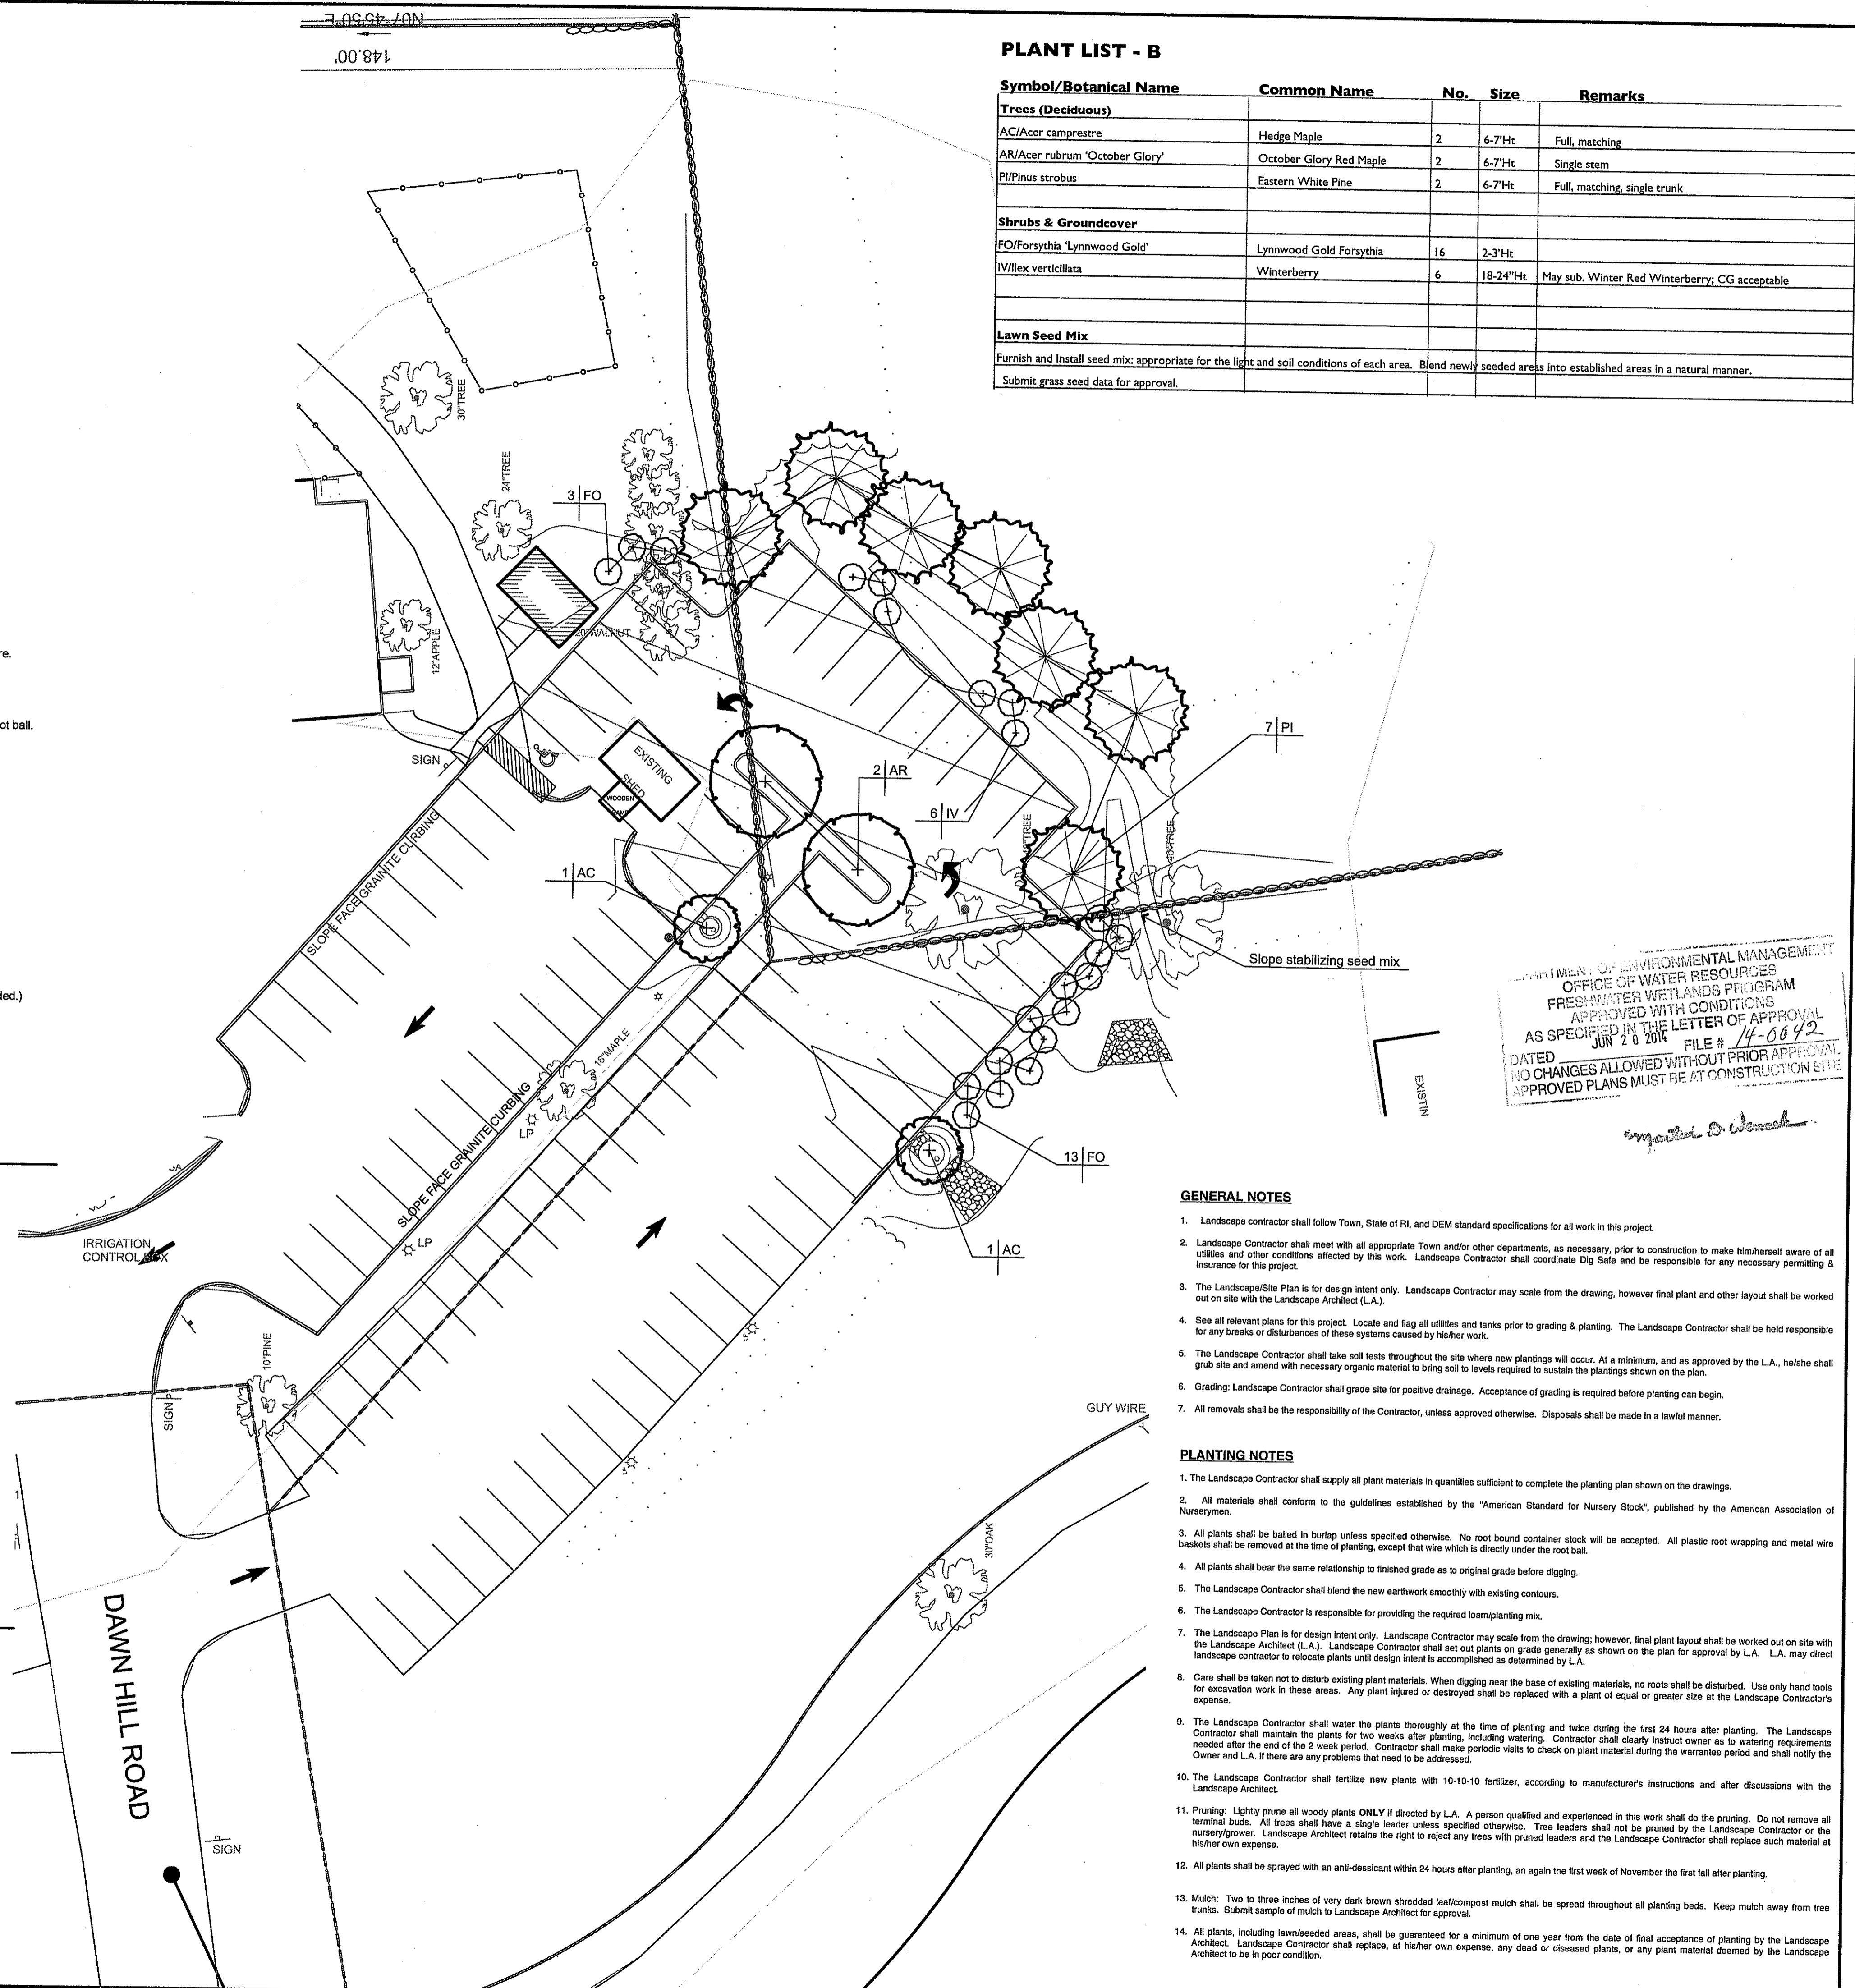 N07°45'50"E
148.00'
PLANT LIST - B
Symbol/Botanical Name Common Name No. Size Remarks
Trees (Deciduous)
AC/Acer camprestre Hedge Maple 2 6-7'Ht Full, matching
AR/Acer rubrum 'October Glory' October Glory Red Maple 2 6-7'Ht Single stem
PI/Pinus strobus Eastern White Pine 2 6-7'Ht Full, matching, single trunk
Shrubs & Groundcover
FO/Forsythia 'Lynnwood Gold' Lynnwood Gold Forsythia 16 2-3'Ht
IV/Ilex verticillata Winterberry 6 18-24"Ht May sub. Winter Red Winterberry; CG acceptable
Lawn Seed Mix
Furnish and Install seed mix: appropriate for the light and soil conditions of each area. Blend newly seeded areas into established areas in a natural manner.
Submit grass seed data for approval.
30"TREE
24"TREE
3 FO
20"WALNUT
12"APPLE
re.
ot ball.
SIGN
EXISTING
SHED
WOODEN
2 AR
7 PI
6 IV
1 AC
SLOPE FACE GRAINITE CURBING
Slope stabilizing seed mix
ded.)
18"MAPLE
LP
SLOPE FACE GRAINITE CURBING
LP
13 FO
1 AC
IRRIGATION
CONTROL BOX
10"PINE
SIGN
GUY WIRE
30"OAK
DAWN HILL ROAD
SIGN
EXISTIN
ENVIRONMENTAL MANAGEMENT
OFFICE OF WATER RESOURCES
FRESHWATER WETLANDS PROGRAM
APPROVED WITH CONDITIONS
AS SPECIFIED IN THE LETTER OF APPROVAL
DATED JUN 20 2014 FILE # 14-0042
NO CHANGES ALLOWED WITHOUT PRIOR APPROVAL
APPROVED PLANS MUST BE AT CONSTRUCTION SITE
GENERAL NOTES
1. Landscape contractor shall follow Town, State of RI, and DEM standard specifications for all work in this project.
2. Landscape Contractor shall meet with all appropriate Town and/or other departments, as necessary, prior to construction to make him/herself aware of all
utilities and other conditions affected by this work. Landscape Contractor shall coordinate Dig Safe and be responsible for any necessary permitting &
insurance for this project.
3. The Landscape/Site Plan is for design intent only. Landscape Contractor may scale from the drawing, however final plant and other layout shall be worked
out on site with the Landscape Architect (L.A.).
4. See all relevant plans for this project. Locate and flag all utilities and tanks prior to grading & planting. The Landscape Contractor shall be held responsible
for any breaks or disturbances of these systems caused by his/her work.
5. The Landscape Contractor shall take soil tests throughout the site where new plantings will occur. At a minimum, and as approved by the L.A., he/she shall
grub site and amend with necessary organic material to bring soil to levels required to sustain the plantings shown on the plan.
6. Grading: Landscape Contractor shall grade site for positive drainage. Acceptance of grading is required before planting can begin.
7. All removals shall be the responsibility of the Contractor, unless approved otherwise. Disposals shall be made in a lawful manner.
PLANTING NOTES
1. The Landscape Contractor shall supply all plant materials in quantities sufficient to complete the planting plan shown on the drawings.
2. All materials shall conform to the guidelines established by the "American Standard for Nursery Stock", published by the American Association of
Nurserymen.
3. All plants shall be balled in burlap unless specified otherwise. No root bound container stock will be accepted. All plastic root wrapping and metal wire
baskets shall be removed at the time of planting, except that wire which is directly under the root ball.
4. All plants shall bear the same relationship to finished grade as to original grade before digging.
5. The Landscape Contractor shall blend the new earthwork smoothly with existing contours.
6. The Landscape Contractor is responsible for providing the required loam/planting mix.
7. The Landscape Plan is for design intent only. Landscape Contractor may scale from the drawing; however, final plant layout shall be worked out on site with
the Landscape Architect (L.A.). Landscape Contractor shall set out plants on grade generally as shown on the plan for approval by L.A. L.A. may direct
landscape contractor to relocate plants until design intent is accomplished as determined by L.A.
8. Care shall be taken not to disturb existing plant materials. When digging near the base of existing materials, no roots shall be disturbed. Use only hand tools
for excavation work in these areas. Any plant injured or destroyed shall be replaced with a plant of equal or greater size at the Landscape Contractor's
expense.
9. The Landscape Contractor shall water the plants thoroughly at the time of planting and twice during the first 24 hours after planting. The Landscape
Contractor shall maintain the plants for two weeks after planting, including watering. Contractor shall clearly instruct owner as to watering requirements
needed after the end of the 2 week period. Contractor shall make periodic visits to check on plant material during the warrantee period and shall notify the
Owner and L.A. if there are any problems that need to be addressed.
10. The Landscape Contractor shall fertilize new plants with 10-10-10 fertilizer, according to manufacturer's instructions and after discussions with the
Landscape Architect.
11. Pruning: Lightly prune all woody plants ONLY if directed by L.A. A person qualified and experienced in this work shall do the pruning. Do not remove all
terminal buds. All trees shall have a single leader unless specified otherwise. Tree leaders shall not be pruned by the Landscape Contractor or the
nursery/grower. Landscape Architect retains the right to reject any trees with pruned leaders and the Landscape Contractor shall replace such material at
his/her own expense.
12. All plants shall be sprayed with an anti-dessicant within 24 hours after planting, an again the first week of November the first fall after planting.
13. Mulch: Two to three inches of very dark brown shredded leaf/compost mulch shall be spread throughout all planting beds. Keep mulch away from tree
trunks. Submit sample of mulch to Landscape Architect for approval.
14. All plants, including lawn/seeded areas, shall be guaranteed for a minimum of one year from the date of final acceptance of planting by the Landscape
Architect. Landscape Contractor shall replace, at his/her own expense, any dead or diseased plants, or any plant material deemed by the Landscape
Architect to be in poor condition.